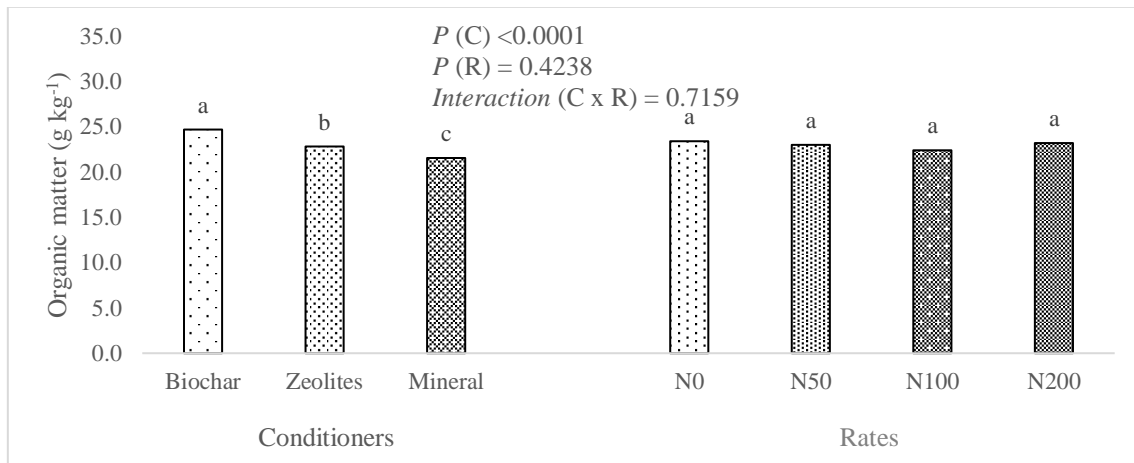 P (C) <0.0001
P (R) = 0.4238
Interaction (C x R) = 0.7159
Organic matter (g kg-1)
35.0
30.0
25.0
20.0
15.0
10.0
5.0
0.0
a b c a a a a
Biochar Zeolites Mineral N0 N50 N100 N200
Conditioners Rates